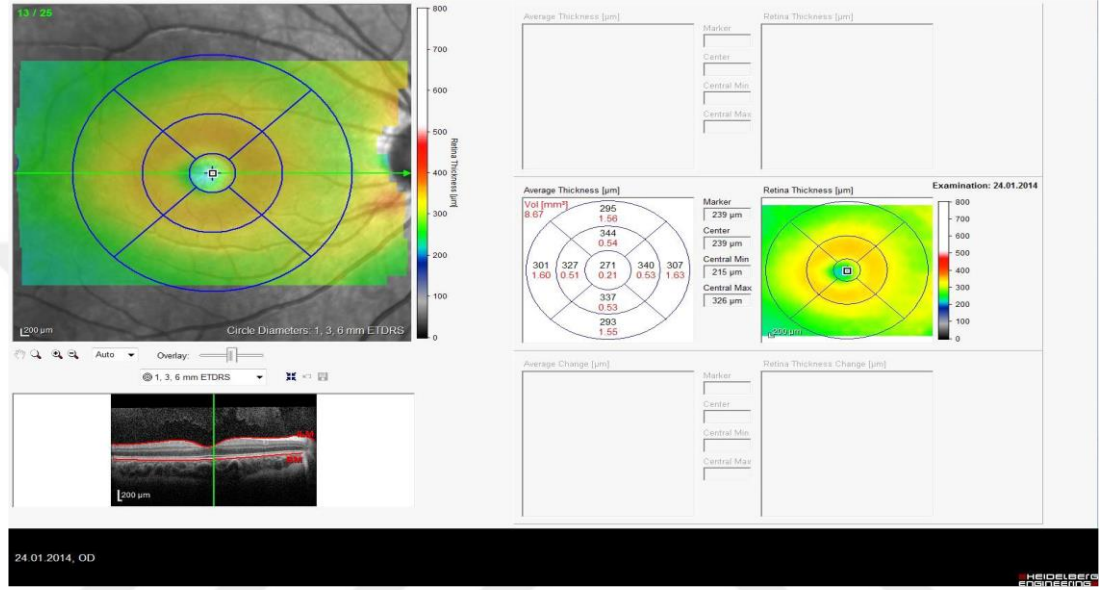 13 / 25
800
700
600
500
400
300
200
100
0
Retina Thickness [µm]
200 µm
Circle Diameters: 1, 3, 6 mm ETDRS
Auto
Overlay:
1, 3, 6 mm ETDRS
ILM
BM
200 µm
Average Thickness [µm]
Marker
Center
Central Min
Central Max
Retina Thickness [µm]
Average Thickness [µm]
Vol [mm³]
8.67
295
1.56
344
0.54
301 327 271 340 307
1.60 0.51 0.21 0.53 1.63
337
0.53
293
1.55
Marker
239 µm
Center
239 µm
Central Min
215 µm
Central Max
326 µm
Retina Thickness [µm]
Examination: 24.01.2014
200 µm
800
700
600
500
400
300
200
100
0
Average Change [µm]
Marker
Center
Central Min
Central Max
Retina Thickness Change [µm]
24.01.2014, OD
HEIDELBERG
ENGINEERING